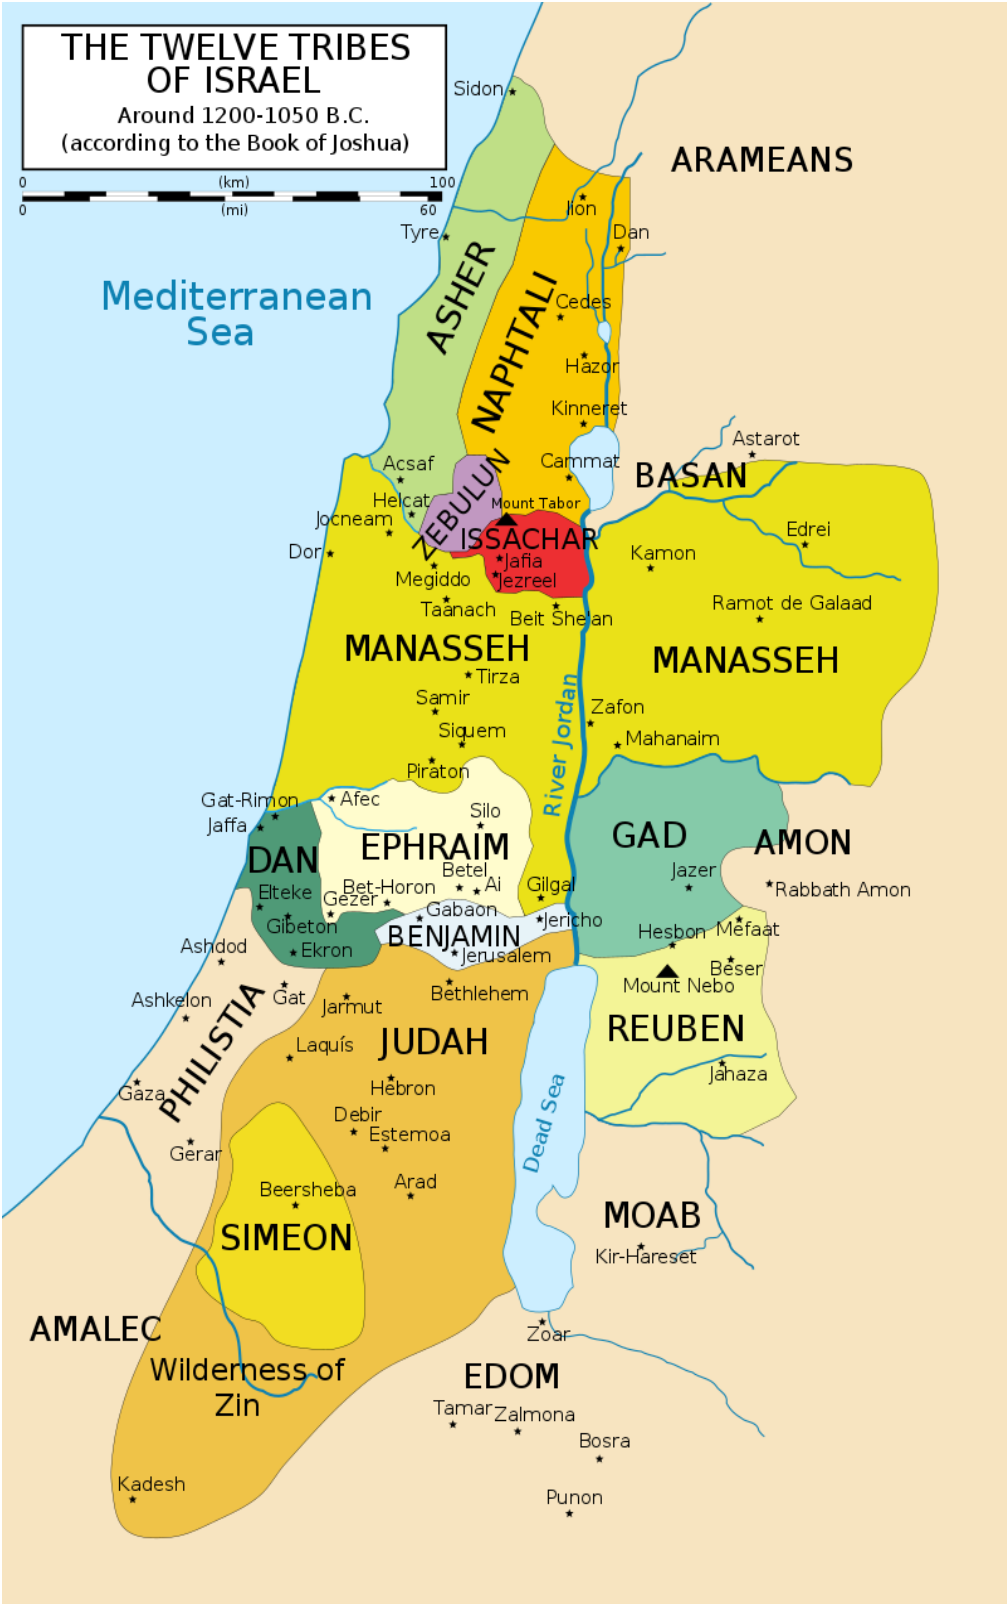 THE TWELVE TRIBES
OF ISRAEL
Around 1200-1050 B.C.
(according to the Book of Joshua)
0 (km) 100
0 (mi) 60
Sidon
ARAMEANS
Ijon
Tyre
Dan
Mediterranean
Sea
ASHER
NAPHTALI
Cedes
Hazor
Kinneret
Astarot
Acsaf
Cammat
BASAN
ZEBULUN
Helcat
Mount Tabor
Jocneam
Edrei
ISSACHAR
Dor
Kamon
Jafia
Megiddo
Jezreel
Taanach
Ramot de Galaad
Beit Shean
MANASSEH
MANASSEH
Tirza
Samir
River Jordan
Zafon
Siquem
Mahanaim
Piraton
Gat-Rimon
Afec
Jaffa
Silo
GAD
EPHRAIM
AMON
DAN
Betel
Jazer
Bet-Horon
Ai
Gilgal
Rabbath Amon
Elteke
Gezer
Gabaon
Jericho
Gibeton
Mefaat
Hesbon
BENJAMIN
Ashdod
Ekron
Jerusalem
Beser
Mount Nebo
Gat
Bethlehem
Ashkelon
Jarmut
PHILISTIA
REUBEN
JUDAH
Laquís
Jahaza
Hebron
Gaza
Dead Sea
Debir
Estemoa
Gerar
Arad
Beersheba
MOAB
SIMEON
Kir-Hareset
AMALEC
Zoar
Wilderness of
Zin
EDOM
Tamar
Zalmona
Bosra
Kadesh
Punon